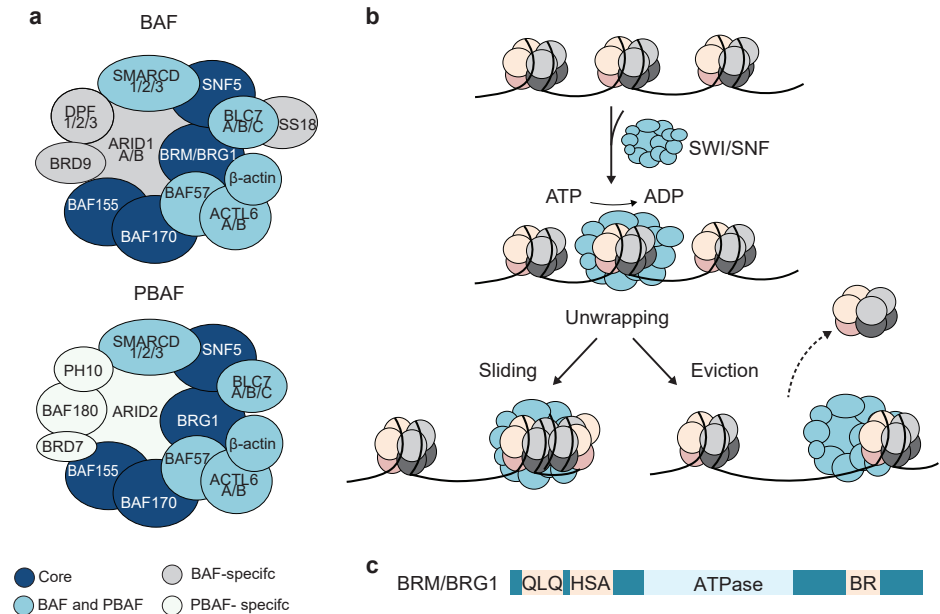 a
BAF
SMARCD
1/2/3
SNF5
DPF
1/2/3
BLC7
A/B/C
SS18
ARID1
A/B
BRM/BRG1
BRD9
β-actin
BAF57
BAF155
ACTL6
A/B
BAF170
PBAF
SMARCD
1/2/3
SNF5
PH10
BLC7
A/B/C
BAF180
ARID2
BRG1
BRD7
β-actin
BAF57
BAF155
ACTL6
A/B
BAF170
Core
BAF-specifc
BAF and PBAF
PBAF- specifc
b
SWI/SNF
ATP
ADP
Unwrapping
Sliding
Eviction
c
BRM/BRG1
QLQ
HSA
ATPase
BR